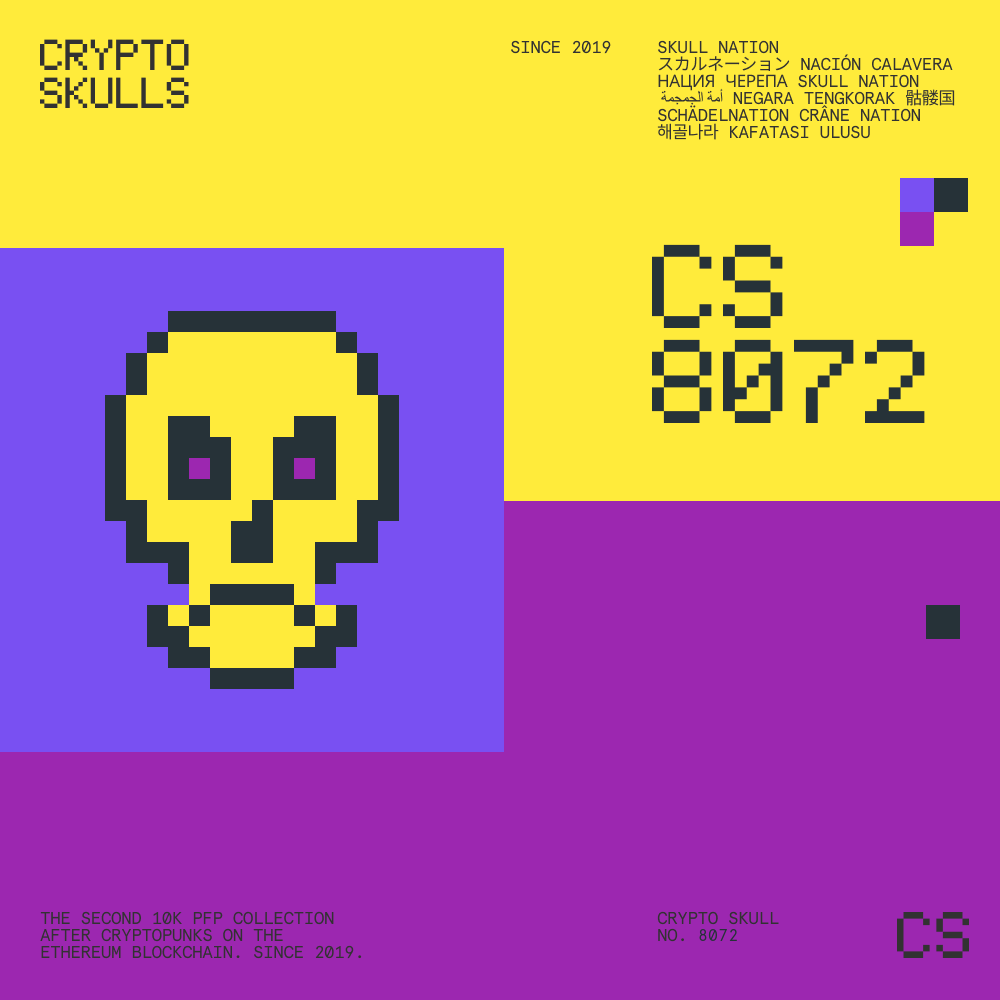 CRYPTO
SKULLS
SINCE 2019
SKULL NATION
スカルネーション NACIÓN CALAVERA
НАЦИЯ ЧЕРЕПА SKULL NATION
أمة الجمجمة NEGARA TENGKORAK 骷髅国
SCHÄDELNATION CRÂNE NATION
해골나라 KAFATASI ULUSU
CS
8072
THE SECOND 10K PFP COLLECTION
AFTER CRYPTOPUNKS ON THE
ETHEREUM BLOCKCHAIN. SINCE 2019.
CRYPTO SKULL
NO. 8072
CS